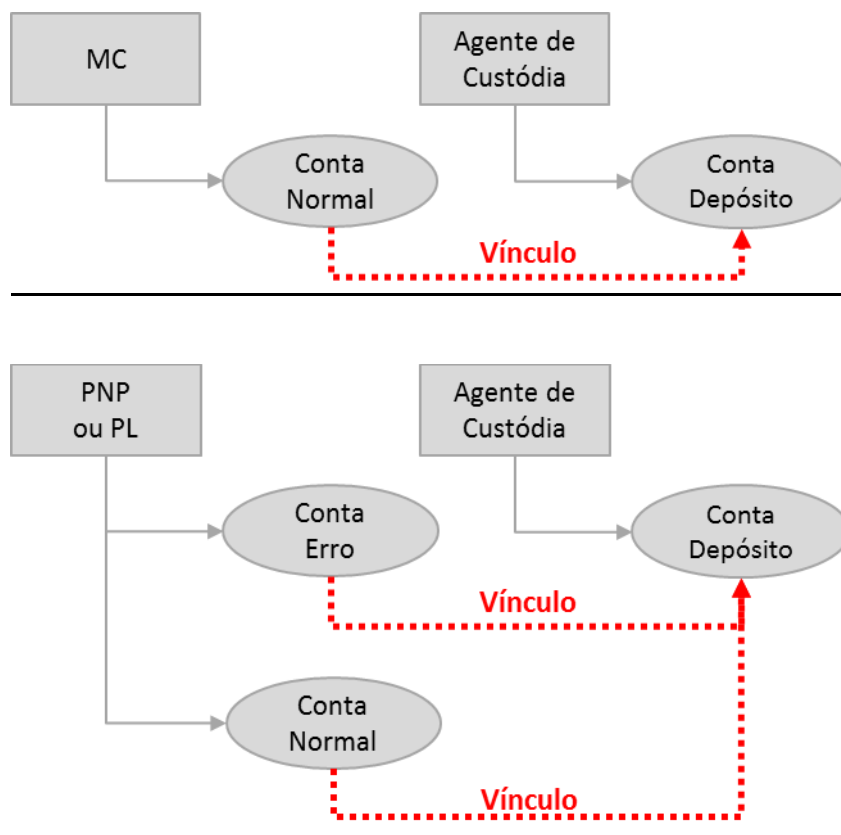 MC
Agente de
Custódia
Conta
Normal
Conta
Depósito
Vínculo
PNP
ou PL
Agente de
Custódia
Conta
Erro
Conta
Depósito
Vínculo
Conta
Normal
Vínculo